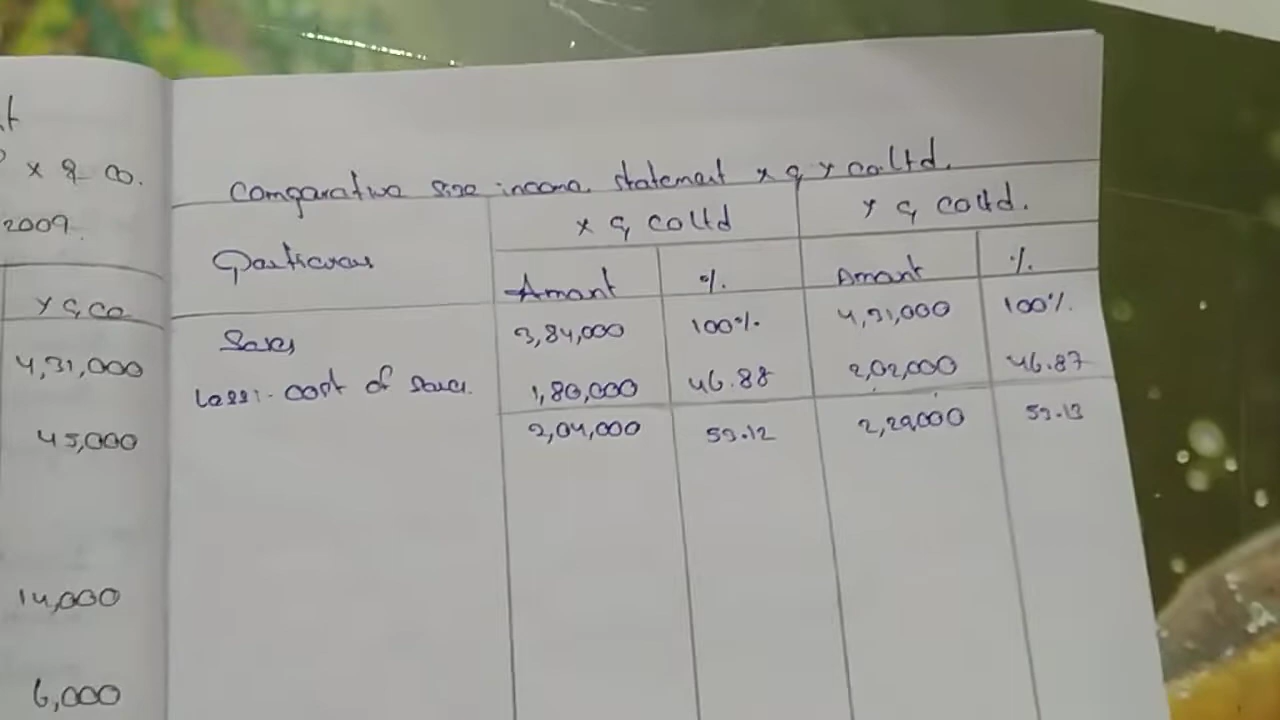 x & co.
2009.
Y & co
4,31,000
45,000
14,000
6,000
Comparative size income statement x & y co.Ltd.
Particulars
x & co Ltd
Y & co Ltd.
Amount
%
Amount
%
Sales 3,84,000 100% 4,31,000 100%
Less:- cost of sales. 1,80,000 46.88 2,02,000 46.87
2,04,000 53.12 2,29,000 53.13